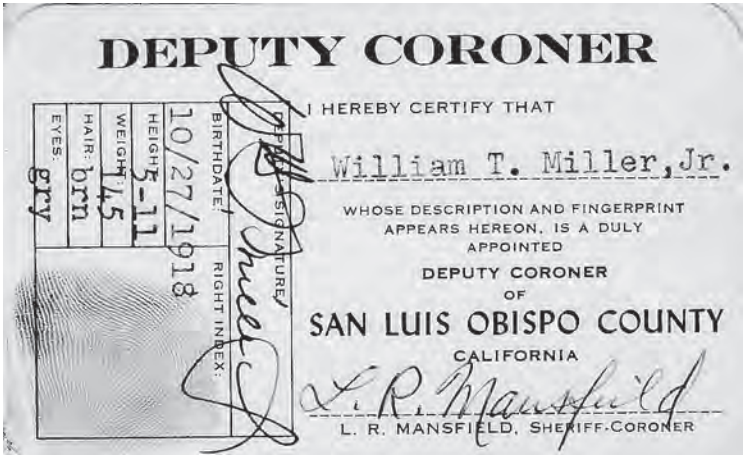 DEPUTY CORONER
I HEREBY CERTIFY THAT
William T. Miller,Jr.
WHOSE DESCRIPTION AND FINGERPRINT
APPEARS HEREON, IS A DULY
APPOINTED
DEPUTY CORONER
OF
SAN LUIS OBISPO COUNTY
CALIFORNIA
L. R. Mansfield
L. R. MANSFIELD, SHERIFF-CORONER
DEPUTY SIGNATURE
BIRTHDATE:
10/27/1918
HEIGHT: 5-11
WEIGHT: 145
HAIR: brn
EYES: gry
RIGHT INDEX: